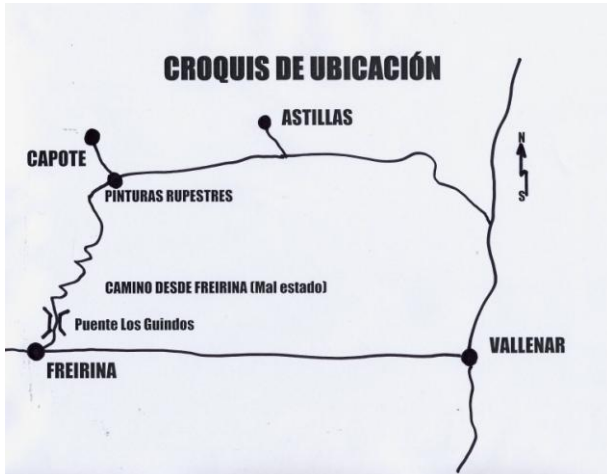 CROQUIS DE UBICACIÓN
ASTILLAS
CAPOTE
N
S
PINTURAS RUPESTRES
CAMINO DESDE FREIRINA (Mal estado)
Puente Los Guindos
VALLENAR
FREIRINA